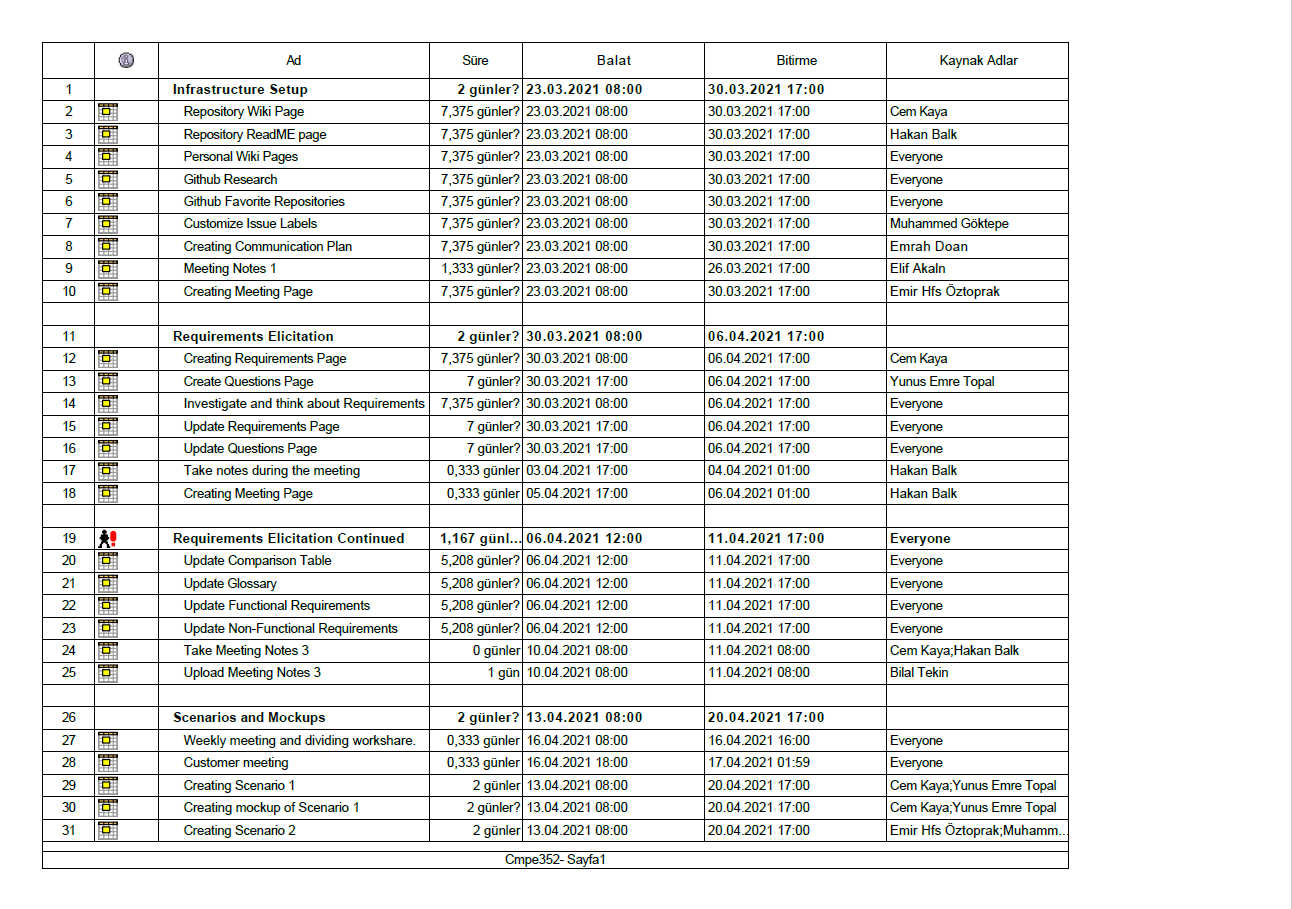 Ad Süre Balat Bitirme Kaynak Adlar
1 Infrastructure Setup 2 günler? 23.03.2021 08:00 30.03.2021 17:00
2 Repository Wiki Page 7,375 günler? 23.03.2021 08:00 30.03.2021 17:00 Cem Kaya
3 Repository ReadME page 7,375 günler? 23.03.2021 08:00 30.03.2021 17:00 Hakan Balk
4 Personal Wiki Pages 7,375 günler? 23.03.2021 08:00 30.03.2021 17:00 Everyone
5 Github Research 7,375 günler? 23.03.2021 08:00 30.03.2021 17:00 Everyone
6 Github Favorite Repositories 7,375 günler? 23.03.2021 08:00 30.03.2021 17:00 Everyone
7 Customize Issue Labels 7,375 günler? 23.03.2021 08:00 30.03.2021 17:00 Muhammed Göktepe
8 Creating Communication Plan 7,375 günler? 23.03.2021 08:00 30.03.2021 17:00 Emrah Doan
9 Meeting Notes 1 1,333 günler? 23.03.2021 08:00 26.03.2021 17:00 Elif Akaln
10 Creating Meeting Page 7,375 günler? 23.03.2021 08:00 30.03.2021 17:00 Emir Hfs Öztoprak
11 Requirements Elicitation 2 günler? 30.03.2021 08:00 06.04.2021 17:00
12 Creating Requirements Page 7,375 günler? 30.03.2021 08:00 06.04.2021 17:00 Cem Kaya
13 Create Questions Page 7 günler? 30.03.2021 17:00 06.04.2021 17:00 Yunus Emre Topal
14 Investigate and think about Requirements 7,375 günler? 30.03.2021 08:00 06.04.2021 17:00 Everyone
15 Update Requirements Page 7 günler? 30.03.2021 17:00 06.04.2021 17:00 Everyone
16 Update Questions Page 7 günler? 30.03.2021 17:00 06.04.2021 17:00 Everyone
17 Take notes during the meeting 0,333 günler 03.04.2021 17:00 04.04.2021 01:00 Hakan Balk
18 Creating Meeting Page 0,333 günler 05.04.2021 17:00 06.04.2021 01:00 Hakan Balk
19 Requirements Elicitation Continued 1,167 günl... 06.04.2021 12:00 11.04.2021 17:00 Everyone
20 Update Comparison Table 5,208 günler? 06.04.2021 12:00 11.04.2021 17:00 Everyone
21 Update Glossary 5,208 günler? 06.04.2021 12:00 11.04.2021 17:00 Everyone
22 Update Functional Requirements 5,208 günler? 06.04.2021 12:00 11.04.2021 17:00 Everyone
23 Update Non-Functional Requirements 5,208 günler? 06.04.2021 12:00 11.04.2021 17:00 Everyone
24 Take Meeting Notes 3 0 günler 10.04.2021 08:00 11.04.2021 08:00 Cem Kaya;Hakan Balk
25 Upload Meeting Notes 3 1 gün 10.04.2021 08:00 11.04.2021 08:00 Bilal Tekin
26 Scenarios and Mockups 2 günler? 13.04.2021 08:00 20.04.2021 17:00
27 Weekly meeting and dividing workshare. 0,333 günler 16.04.2021 08:00 16.04.2021 16:00 Everyone
28 Customer meeting 0,333 günler 16.04.2021 18:00 17.04.2021 01:59 Everyone
29 Creating Scenario 1 2 günler 13.04.2021 08:00 20.04.2021 17:00 Cem Kaya;Yunus Emre Topal
30 Creating mockup of Scenario 1 2 günler? 13.04.2021 08:00 20.04.2021 17:00 Cem Kaya;Yunus Emre Topal
31 Creating Scenario 2 2 günler 13.04.2021 08:00 20.04.2021 17:00 Emir Hfs Öztoprak;Muhamm...
Cmpe352- Sayfa1